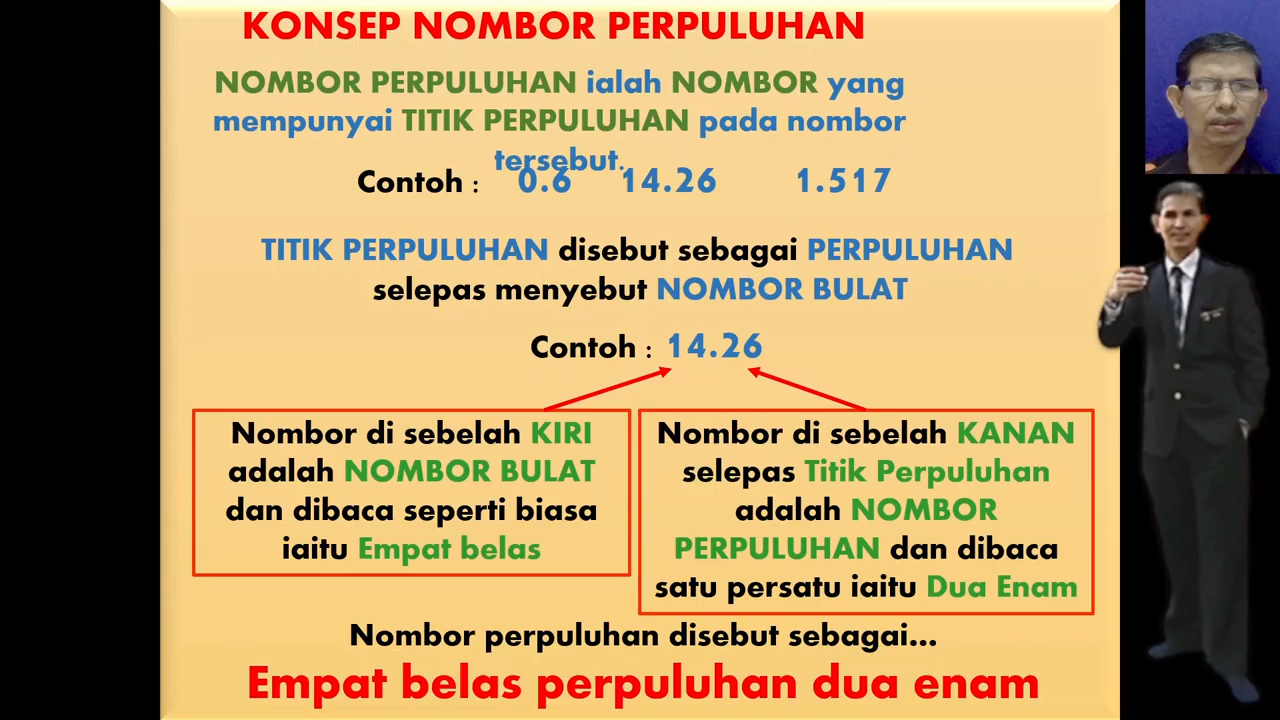 KONSEP NOMBOR PERPULUHAN
NOMBOR PERPULUHAN ialah NOMBOR yang
mempunyai TITIK PERPULUHAN pada nombor
tersebut.
Contoh : 0.6 14.26 1.517
TITIK PERPULUHAN disebut sebagai PERPULUHAN
selepas menyebut NOMBOR BULAT
Contoh : 14.26
Nombor di sebelah KIRI
adalah NOMBOR BULAT
dan dibaca seperti biasa
iaitu Empat belas
Nombor di sebelah KANAN
selepas Titik Perpuluhan
adalah NOMBOR
PERPULUHAN dan dibaca
satu persatu iaitu Dua Enam
Nombor perpuluhan disebut sebagai...
Empat belas perpuluhan dua enam